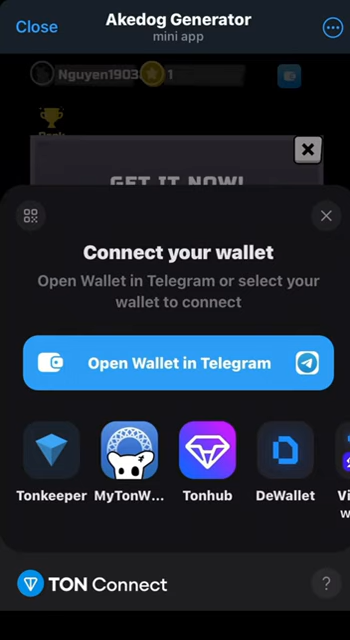 Close
Akedog Generator
mini app
Nguyen1903
1
GET IT NOW!
Connect your wallet
Open Wallet in Telegram or select your
wallet to connect
Open Wallet in Telegram
Tonkeeper
MyTonW...
Tonhub
DeWallet
TON Connect
?